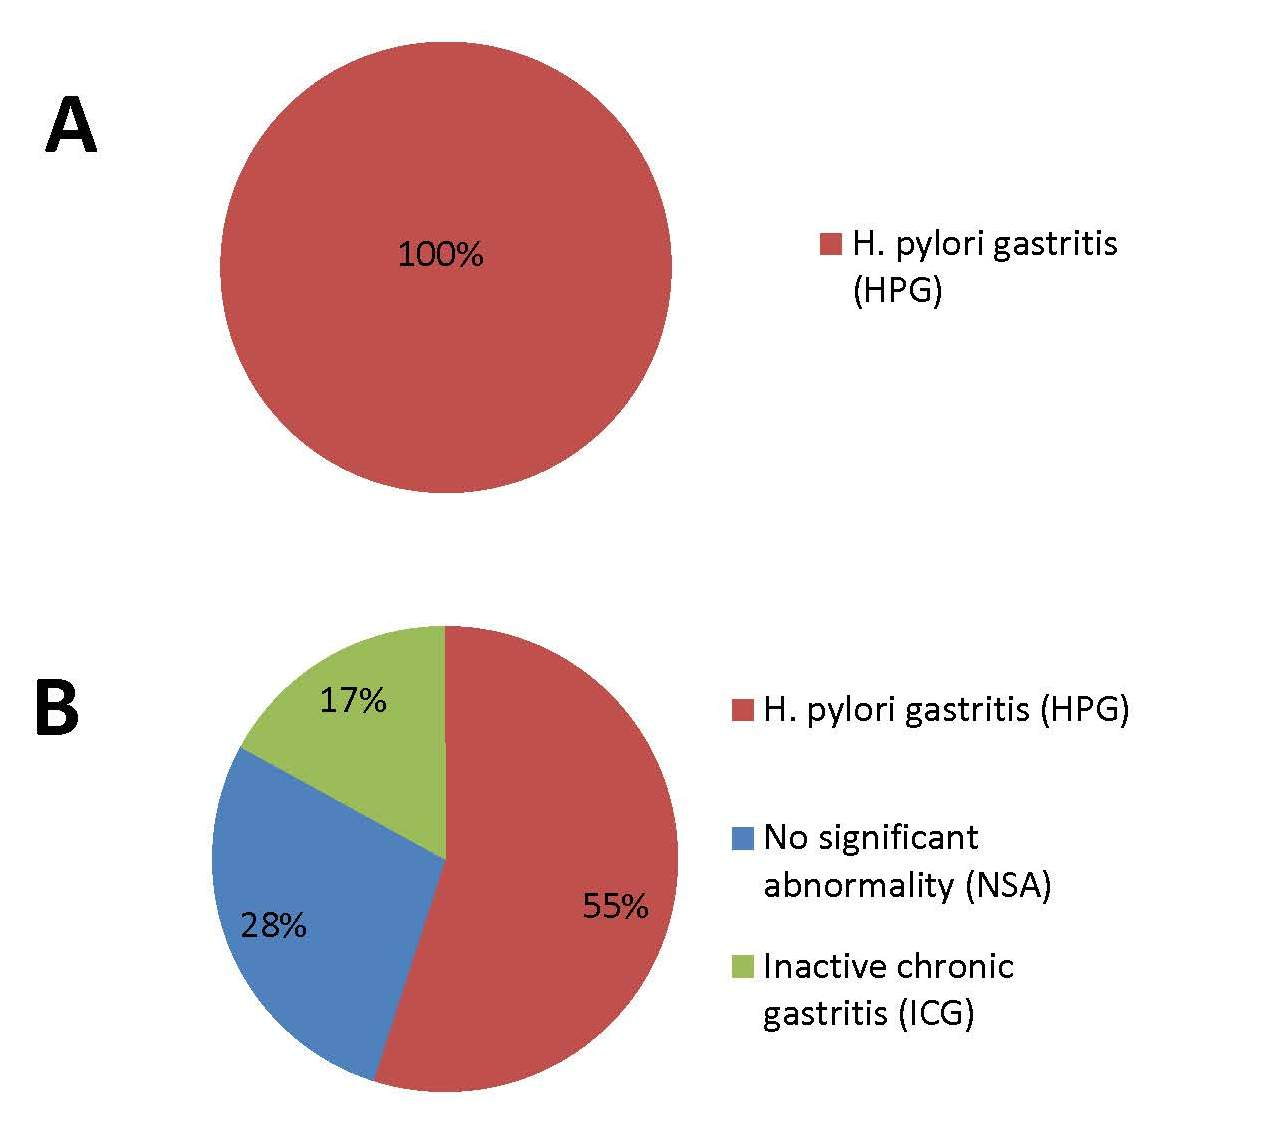 A
100%
H. pylori gastritis
(HPG)
B
17%
28%
55%
H. pylori gastritis (HPG)
No significant
abnormality (NSA)
Inactive chronic
gastritis (ICG)